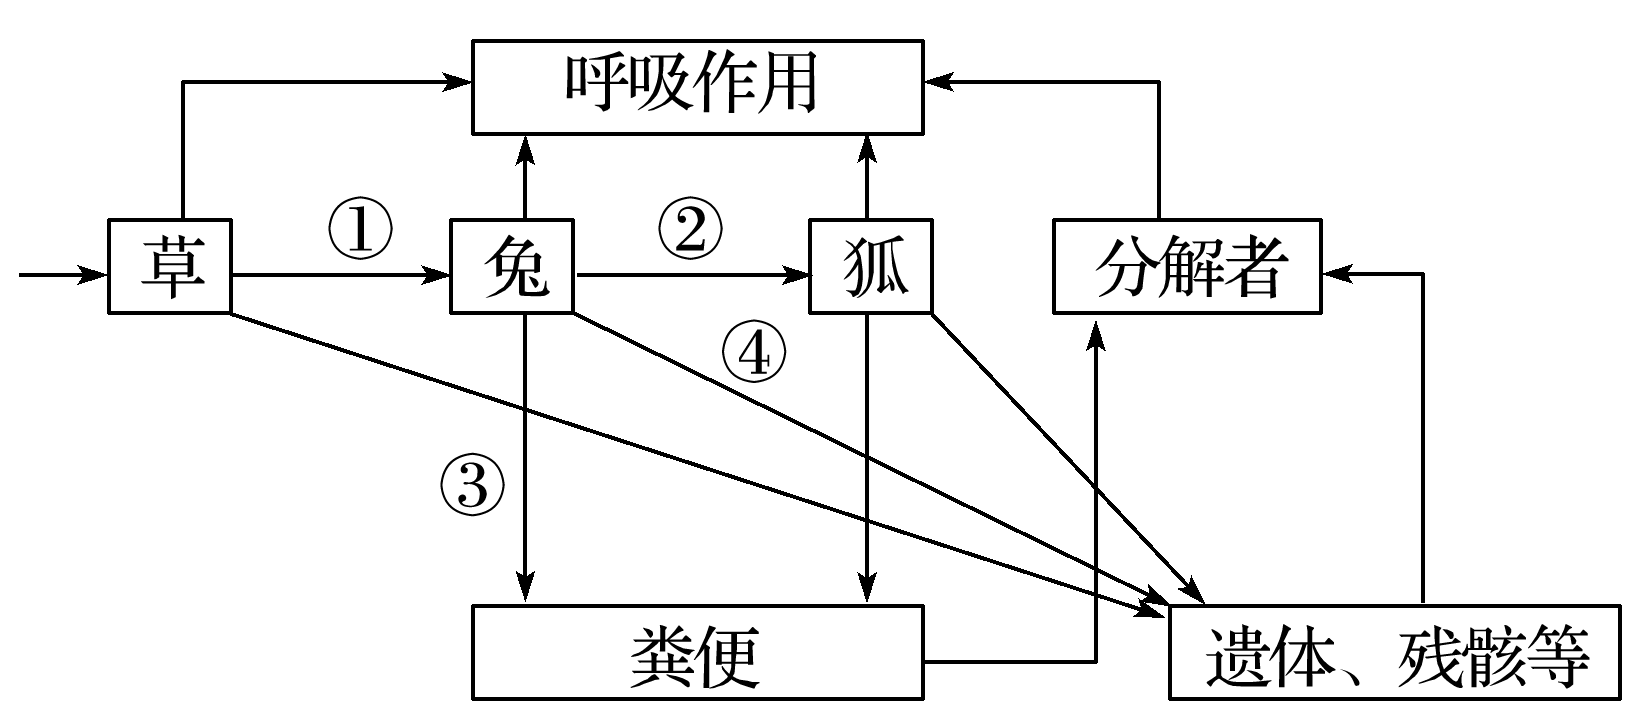 呼吸作用
① ②
草 兔 狐 分解者
④
③
粪便 遗体、残骸等